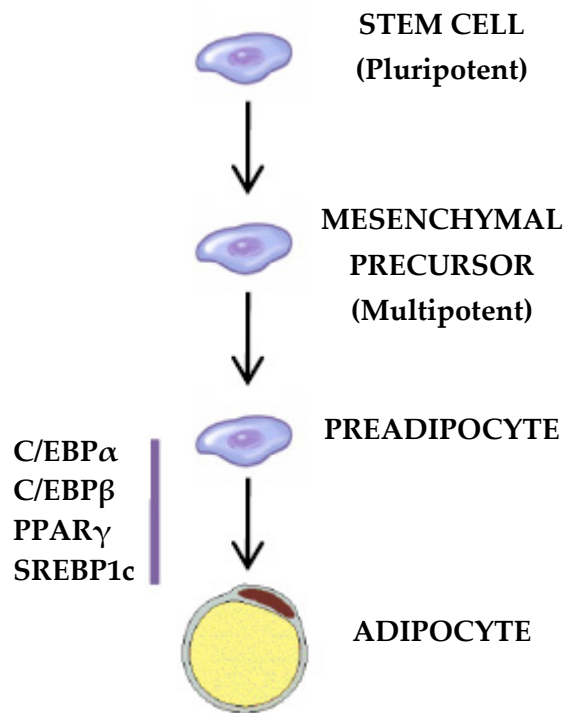 STEM CELL
(Pluripotent)
MESENCHYMAL
PRECURSOR
(Multipotent)
PREADIPOCYTE
C/EBPα
C/EBPβ
PPARγ
SREBP1c
ADIPOCYTE